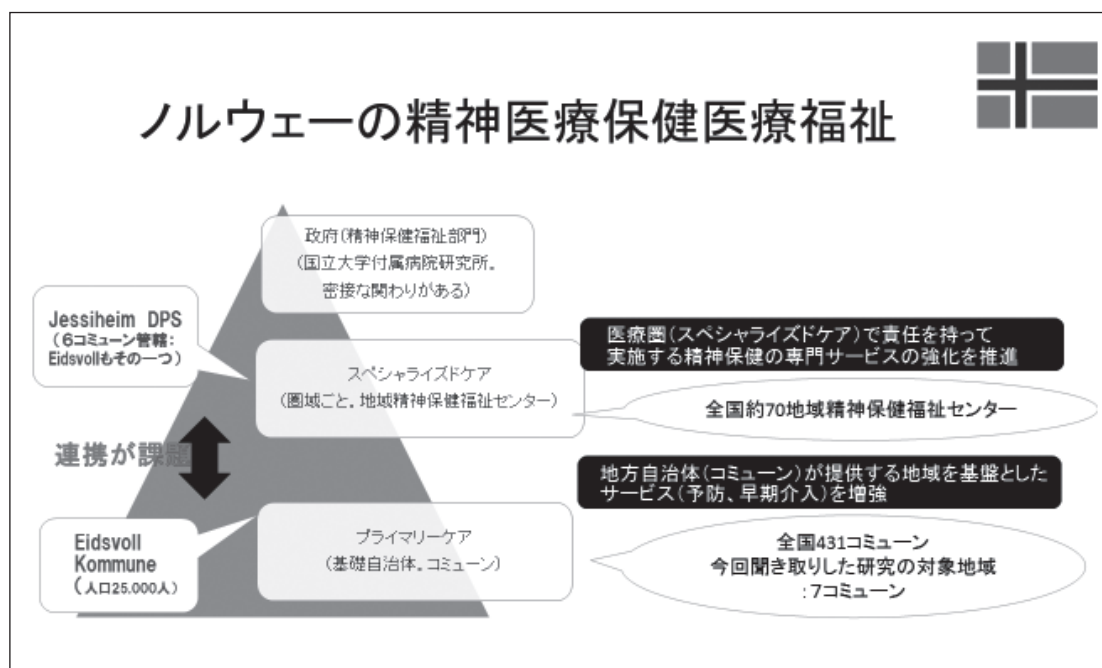 ノルウェーの精神医療保健医療福祉
政府(精神保健福祉部門)
(国立大学付属病院研究所。
密接な関わりがある)
Jessiheim DPS
(6コミューン管轄:
Eidsvollもその一つ)
スペシャライズドケア
(圏域ごと。地域精神保健福祉センター)
医療圏(スペシャライズドケア)で責任を持って
実施する精神保健の専門サービスの強化を推進
全国約70地域精神保健福祉センター
連携が課題
地方自治体(コミューン)が提供する地域を基盤とした
サービス(予防、早期介入)を増強
Eidsvoll
Kommune
(人口25.000人)
プライマリーケア
(基礎自治体。コミューン)
全国431コミューン
今回聞き取りした研究の対象地域
:7コミューン